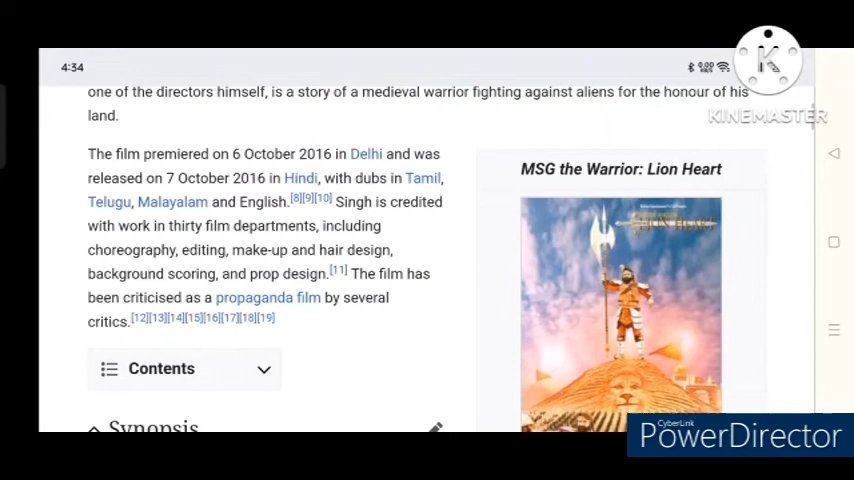 4:34
KINEMASTER
one of the directors himself, is a story of a medieval warrior fighting against aliens for the honour of his
land.
The film premiered on 6 October 2016 in Delhi and was
released on 7 October 2016 in Hindi, with dubs in Tamil,
Telugu, Malayalam and English.[8][9][10] Singh is credited
with work in thirty film departments, including
choreography, editing, make-up and hair design,
background scoring, and prop design.[11] The film has
been criticised as a propaganda film by several
critics.[12][13][14][15][16][17][18][19]
Contents
Synopsis
MSG the Warrior: Lion Heart
LION HEART
CyberLink
PowerDirector